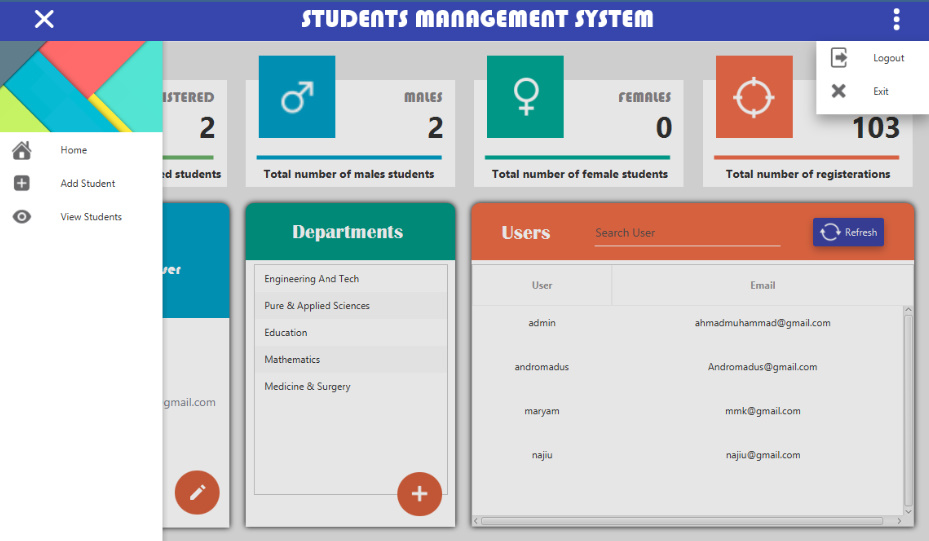 STUDENTS MANAGEMENT SYSTEM
Logout
Exit
Home
Add Student
View Students
2
ed students
MALES
2
Total number of males students
FEMALES
0
Total number of female students
103
Total number of registerations
gmail.com
Departments
Engineering And Tech
Pure & Applied Sciences
Education
Mathematics
Medicine & Surgery
Users
Search User
Refresh
User Email
admin ahmadmuhammad@gmail.com
andromadus Andromadus@gmail.com
maryam mmk@gmail.com
najiu najiu@gmail.com